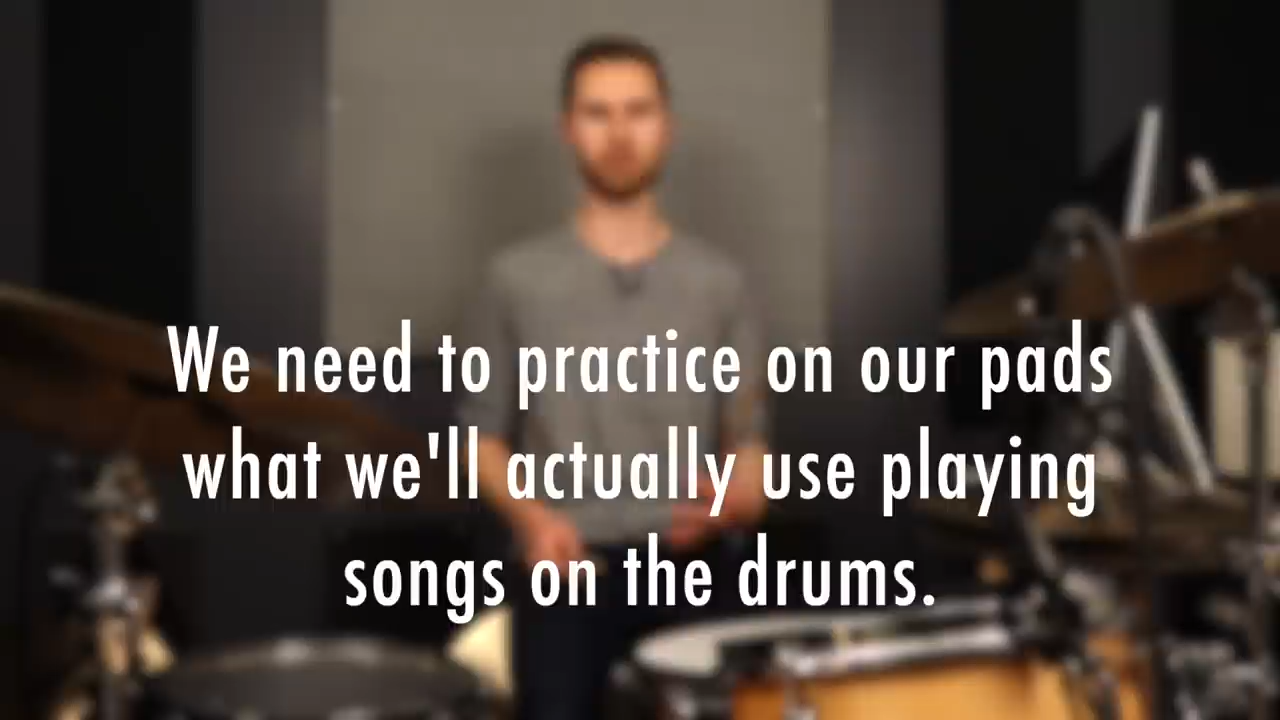 We need to practice on our pads
what we'll actually use playing
songs on the drums.